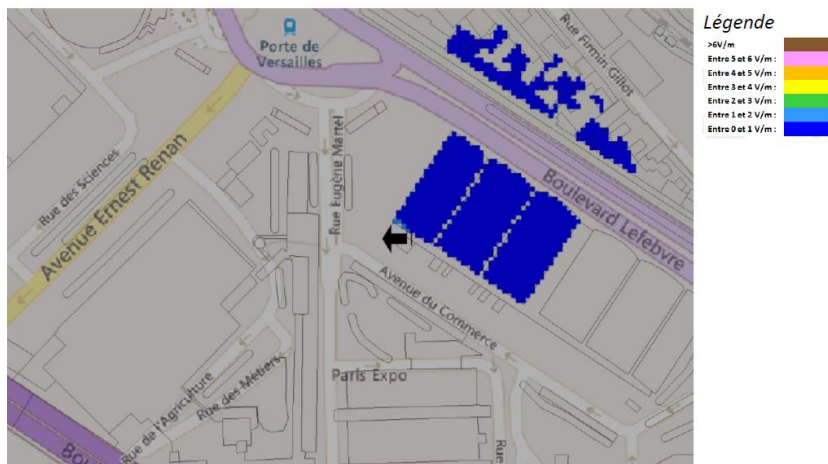 Légende
>6V/m
Entre 5 et 6 V/m :
Entre 4 et 5 V/m :
Entre 3 et 4 V/m :
Entre 2 et 3 V/m :
Entre 1 et 2 V/m :
Entre 0 et 1 V/m :
Porte de
Versailles
Rue Firmin Gillot
Rue des Sciences
Avenue Ernest Renan
Rue Eugène Martel
Boulevard Lefebvre
Avenue du Commerce
Paris Expo
Rue de l'Agriculture
Rue des Métiers
Bou